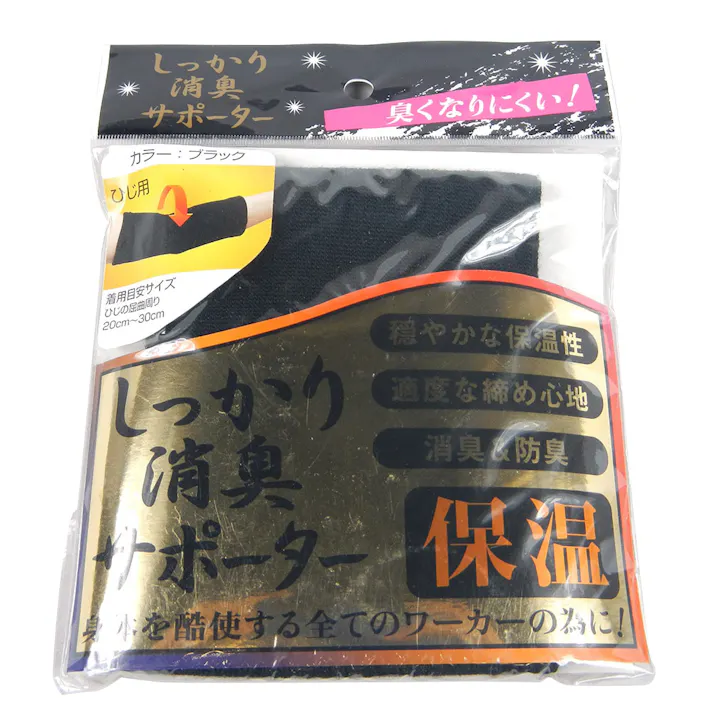 しっかり
消臭
サポーター
臭くなりにくい!
カラー:ブラック
ひじ用
着用目安サイズ
ひじの屈曲周り
20cm~30cm
穏やかな保温性
適度な締め心地
消臭&防臭
しっかり
消臭
サポーター
保温
身体を酷使する全てのワーカーの為に!